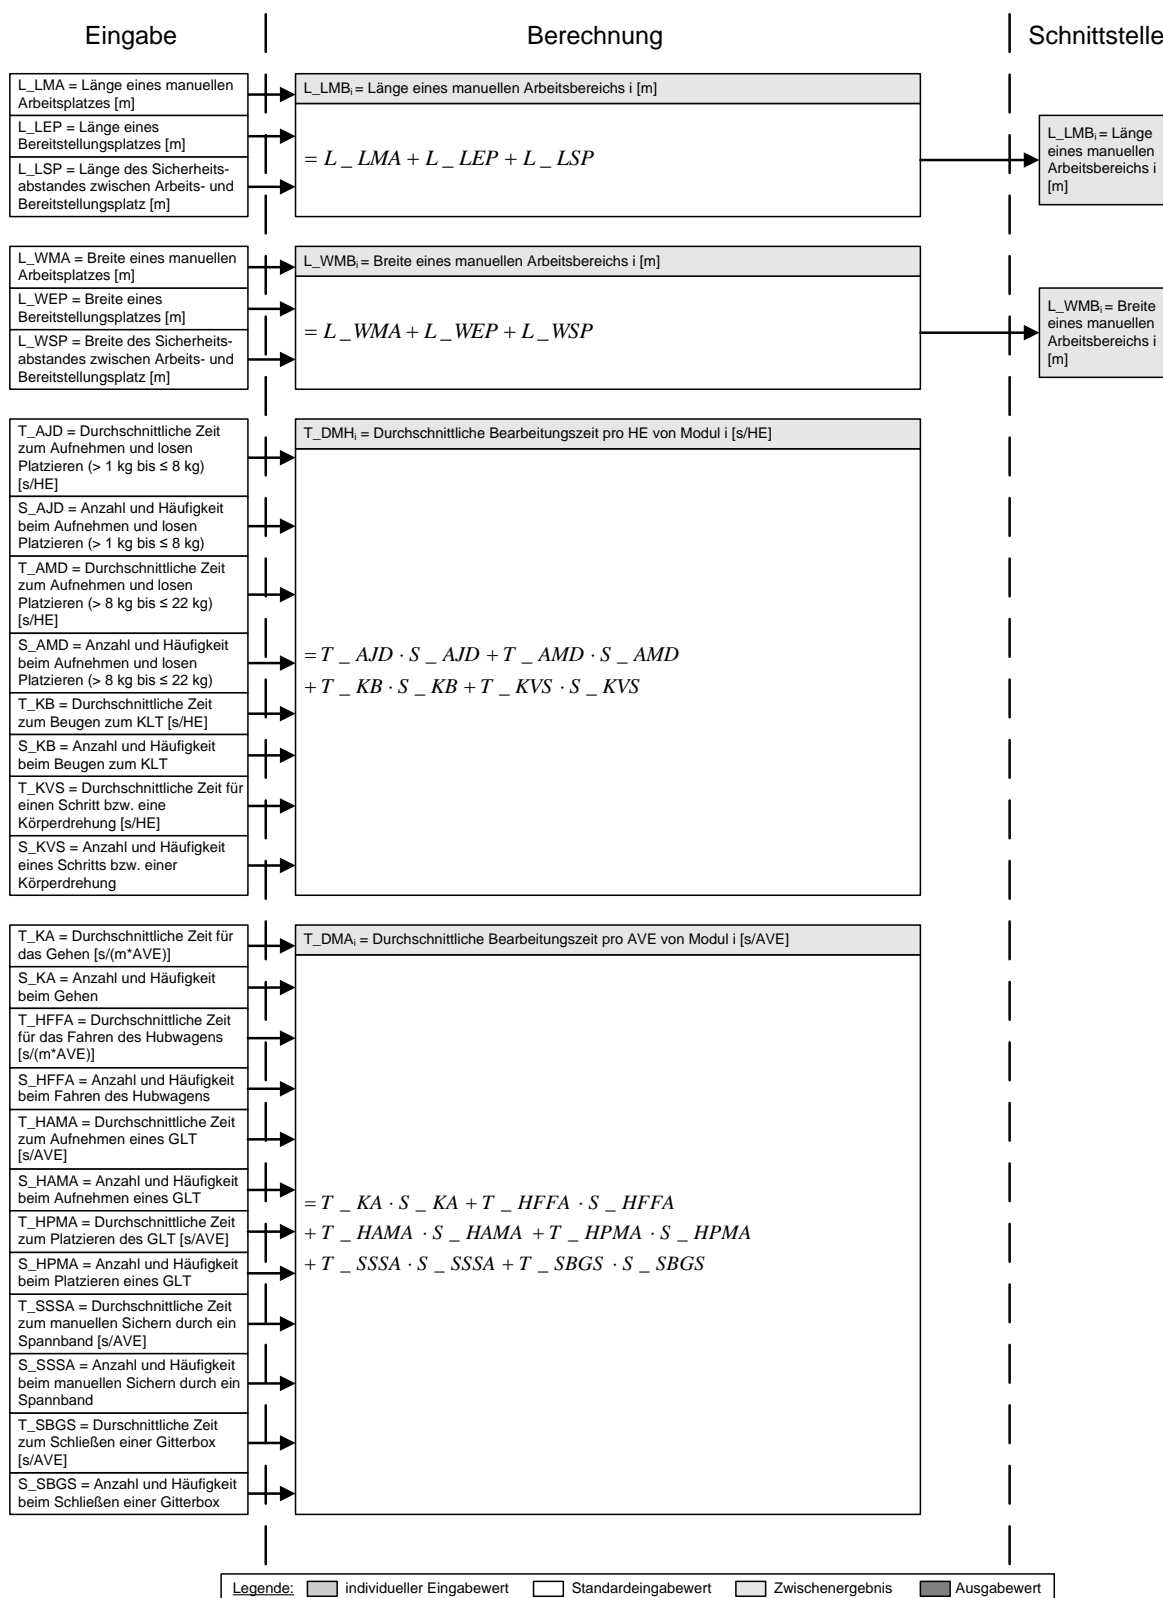 Eingabe
Berechnung
Schnittstelle
L_LMA = Länge eines manuellen
Arbeitsplatzes [m]
L_LEP = Länge eines
Bereitstellungsplatzes [m]
L_LSP = Länge des Sicherheits-
abstandes zwischen Arbeits- und
Bereitstellungsplatz [m]
L_LMBᵢ = Länge eines manuellen Arbeitsbereichs i [m]
= L _ LMA + L _ LEP + L _ LSP
L_LMBᵢ = Länge
eines manuellen
Arbeitsbereichs i
[m]
L_WMA = Breite eines manuellen
Arbeitsplatzes [m]
L_WEP = Breite eines
Bereitstellungsplatzes [m]
L_WSP = Breite des Sicherheits-
abstandes zwischen Arbeits- und
Bereitstellungsplatz [m]
L_WMBᵢ = Breite eines manuellen Arbeitsbereichs i [m]
= L _ WMA + L _ WEP + L _ WSP
L_WMBᵢ = Breite
eines manuellen
Arbeitsbereichs i
[m]
T_AJD = Durchschnittliche Zeit
zum Aufnehmen und losen
Platzieren (> 1 kg bis ≤ 8 kg)
[s/HE]
S_AJD = Anzahl und Häufigkeit
beim Aufnehmen und losen
Platzieren (> 1 kg bis ≤ 8 kg)
T_AMD = Durchschnittliche Zeit
zum Aufnehmen und losen
Platzieren (> 8 kg bis ≤ 22 kg)
[s/HE]
S_AMD = Anzahl und Häufigkeit
beim Aufnehmen und losen
Platzieren (> 8 kg bis ≤ 22 kg)
T_KB = Durchschnittliche Zeit
zum Beugen zum KLT [s/HE]
S_KB = Anzahl und Häufigkeit
beim Beugen zum KLT
T_KVS = Durchschnittliche Zeit für
einen Schritt bzw. eine
Körperdrehung [s/HE]
S_KVS = Anzahl und Häufigkeit
eines Schritts bzw. einer
Körperdrehung
T_DMHᵢ = Durchschnittliche Bearbeitungszeit pro HE von Modul i [s/HE]
= T _ AJD · S _ AJD + T _ AMD · S _ AMD
+ T _ KB · S _ KB + T _ KVS · S _ KVS
T_KA = Durchschnittliche Zeit für
das Gehen [s/(m*AVE)]
S_KA = Anzahl und Häufigkeit
beim Gehen
T_HFFA = Durchschnittliche Zeit
für das Fahren des Hubwagens
[s/(m*AVE)]
S_HFFA = Anzahl und Häufigkeit
beim Fahren des Hubwagens
T_HAMA = Durchschnittliche Zeit
zum Aufnehmen eines GLT
[s/AVE]
S_HAMA = Anzahl und Häufigkeit
beim Aufnehmen eines GLT
T_HPMA = Durchschnittliche Zeit
zum Platzieren des GLT [s/AVE]
S_HPMA = Anzahl und Häufigkeit
beim Platzieren eines GLT
T_SSSA = Durchschnittliche Zeit
zum manuellen Sichern durch ein
Spannband [s/AVE]
S_SSSA = Anzahl und Häufigkeit
beim manuellen Sichern durch ein
Spannband
T_SBGS = Durschnittliche Zeit
zum Schließen einer Gitterbox
[s/AVE]
S_SBGS = Anzahl und Häufigkeit
beim Schließen einer Gitterbox
T_DMAᵢ = Durchschnittliche Bearbeitungszeit pro AVE von Modul i [s/AVE]
= T _ KA · S _ KA + T _ HFFA · S _ HFFA
+ T _ HAMA · S _ HAMA + T _ HPMA · S _ HPMA
+ T _ SSSA · S _ SSSA + T _ SBGS · S _ SBGS
Legende: individueller Eingabewert Standardeingabewert Zwischenergebnis Ausgabewert